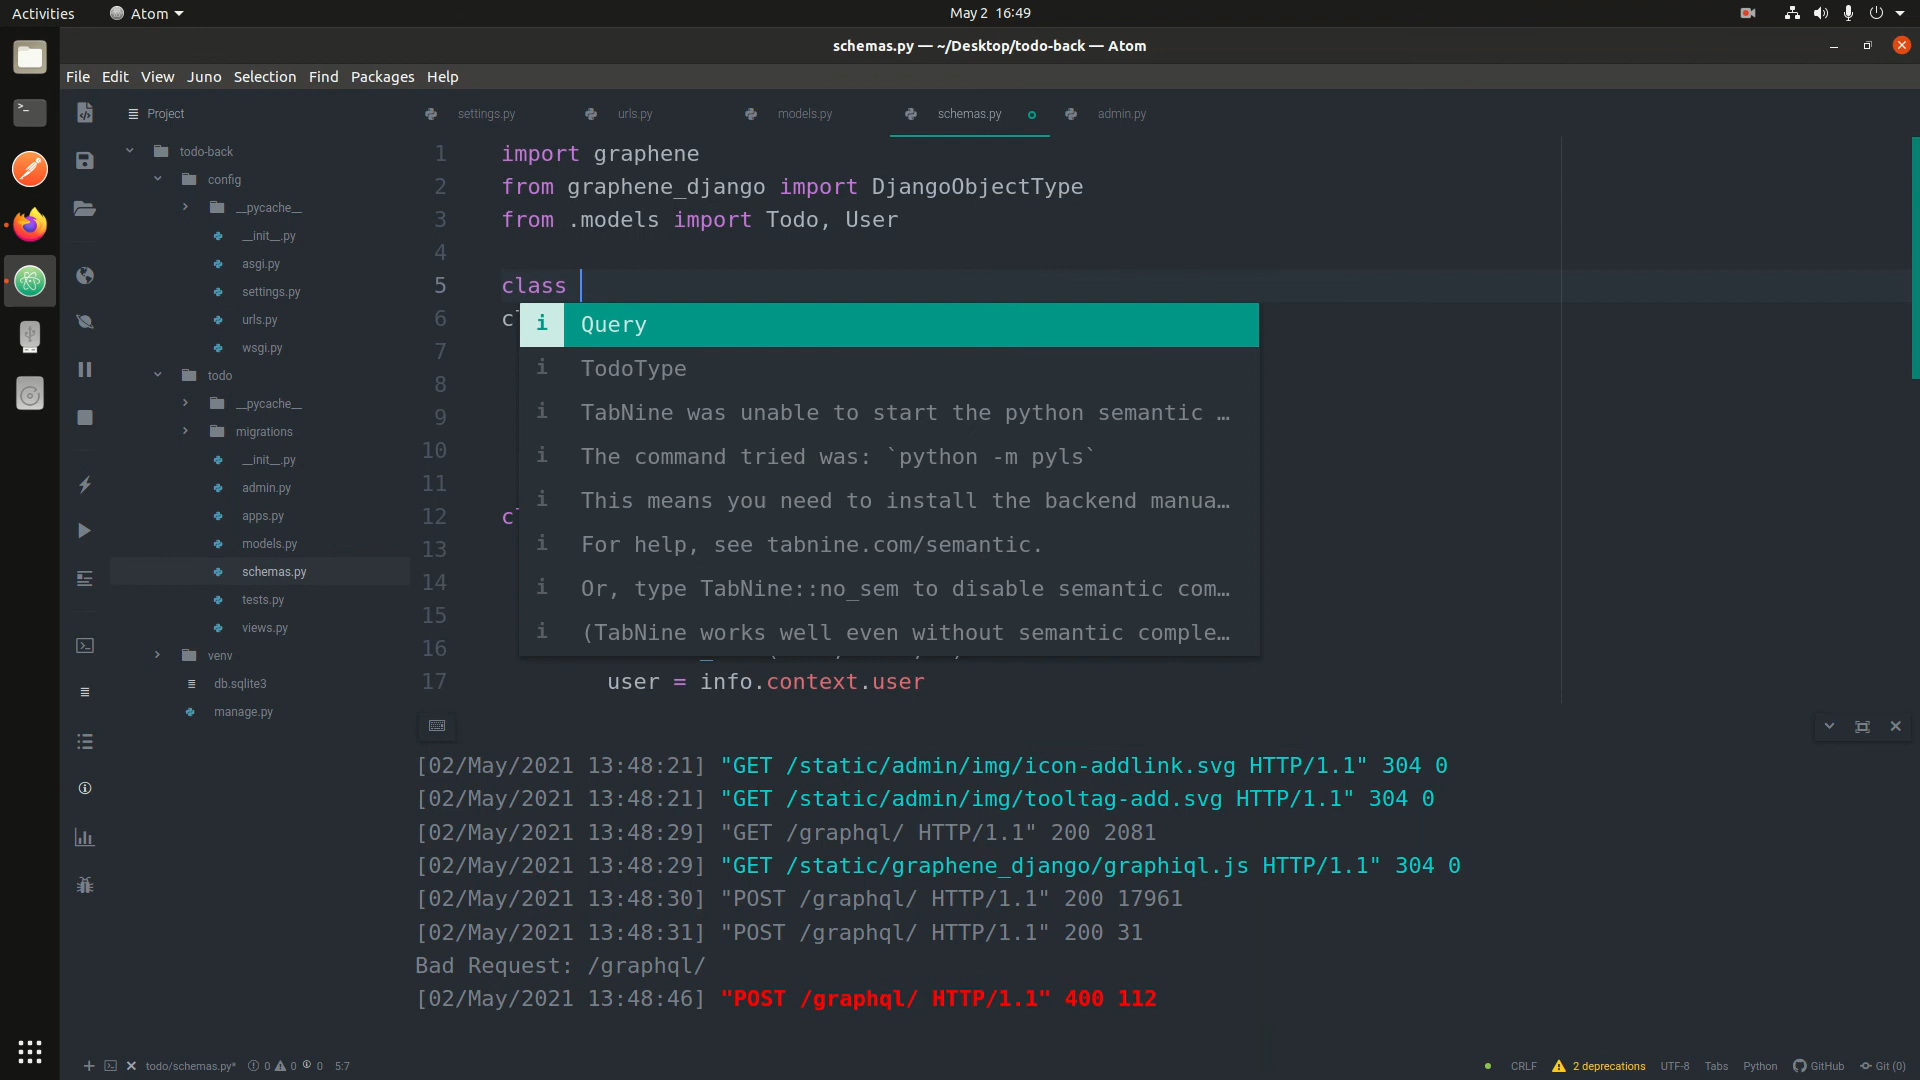 Activities
Atom
May 2 16:49
schemas.py — ~/Desktop/todo-back — Atom
File Edit View Juno Selection Find Packages Help
Project
todo-back
config
__pycache__
__init__.py
asgi.py
settings.py
urls.py
wsgi.py
todo
__pycache__
migrations
__init__.py
admin.py
apps.py
models.py
schemas.py
tests.py
views.py
venv
db.sqlite3
manage.py
settings.py urls.py models.py schemas.py admin.py
1 import graphene
2 from graphene_django import DjangoObjectType
3 from .models import Todo, User
4
5 class
6 c
7
8
9
10
11
12 c
13
14
15
16
17 user = info.context.user
i Query
i TodoType
i TabNine was unable to start the python semantic …
i The command tried was: `python -m pyls`
i This means you need to install the backend manua…
i For help, see tabnine.com/semantic.
i Or, type TabNine::no_sem to disable semantic com…
i (TabNine works well even without semantic comple…
[02/May/2021 13:48:21] "GET /static/admin/img/icon-addlink.svg HTTP/1.1" 304 0
[02/May/2021 13:48:21] "GET /static/admin/img/tooltag-add.svg HTTP/1.1" 304 0
[02/May/2021 13:48:29] "GET /graphql/ HTTP/1.1" 200 2081
[02/May/2021 13:48:29] "GET /static/graphene_django/graphiql.js HTTP/1.1" 304 0
[02/May/2021 13:48:30] "POST /graphql/ HTTP/1.1" 200 17961
[02/May/2021 13:48:31] "POST /graphql/ HTTP/1.1" 200 31
Bad Request: /graphql/
[02/May/2021 13:48:46] "POST /graphql/ HTTP/1.1" 400 112
todo/schemas.py* 0 0 0 5:7
CRLF 2 deprecations UTF-8 Tabs Python GitHub Git (0)